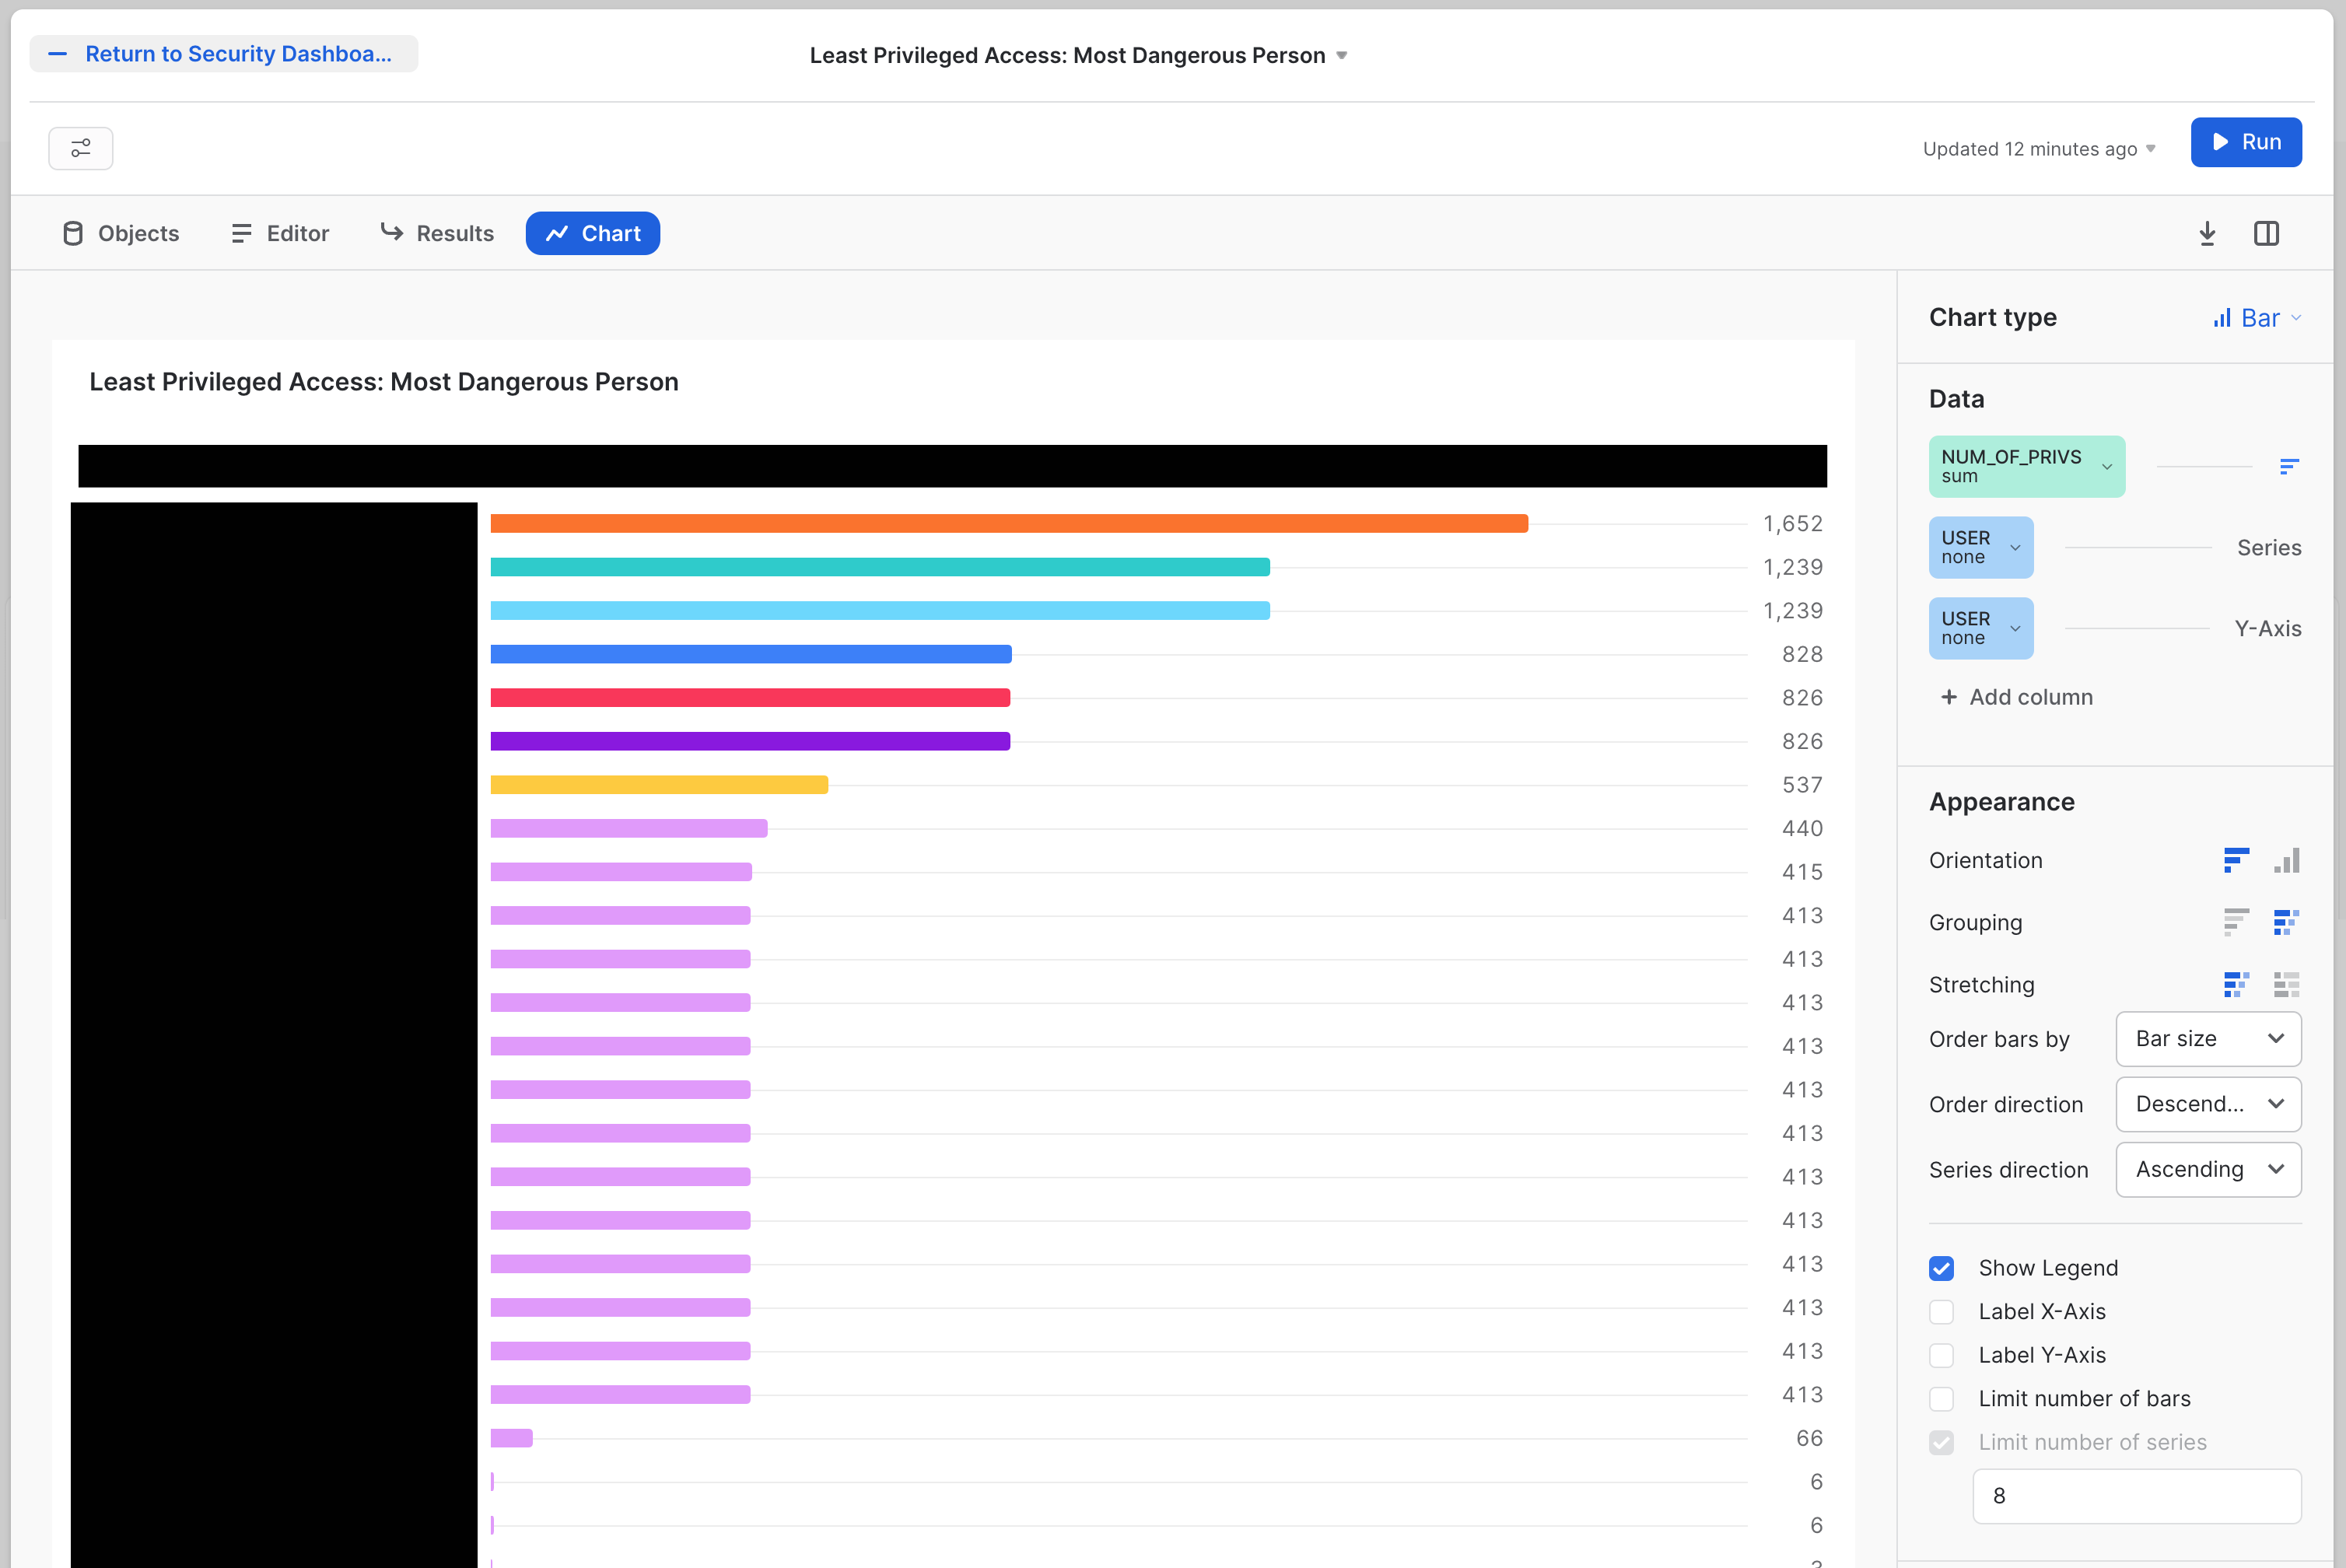 Return to Security Dashboa...
Least Privileged Access: Most Dangerous Person
Updated 12 minutes ago
Run
Objects
Editor
Results
Chart
Least Privileged Access: Most Dangerous Person
1,652
1,239
1,239
828
826
826
537
440
415
413
413
413
413
413
413
413
413
413
413
413
413
66
6
6
Chart type
Bar
Data
NUM_OF_PRIVS
sum
USER
none
Series
USER
none
Y-Axis
+ Add column
Appearance
Orientation
Grouping
Stretching
Order bars by
Bar size
Order direction
Descend...
Series direction
Ascending
Show Legend
Label X-Axis
Label Y-Axis
Limit number of bars
Limit number of series
8